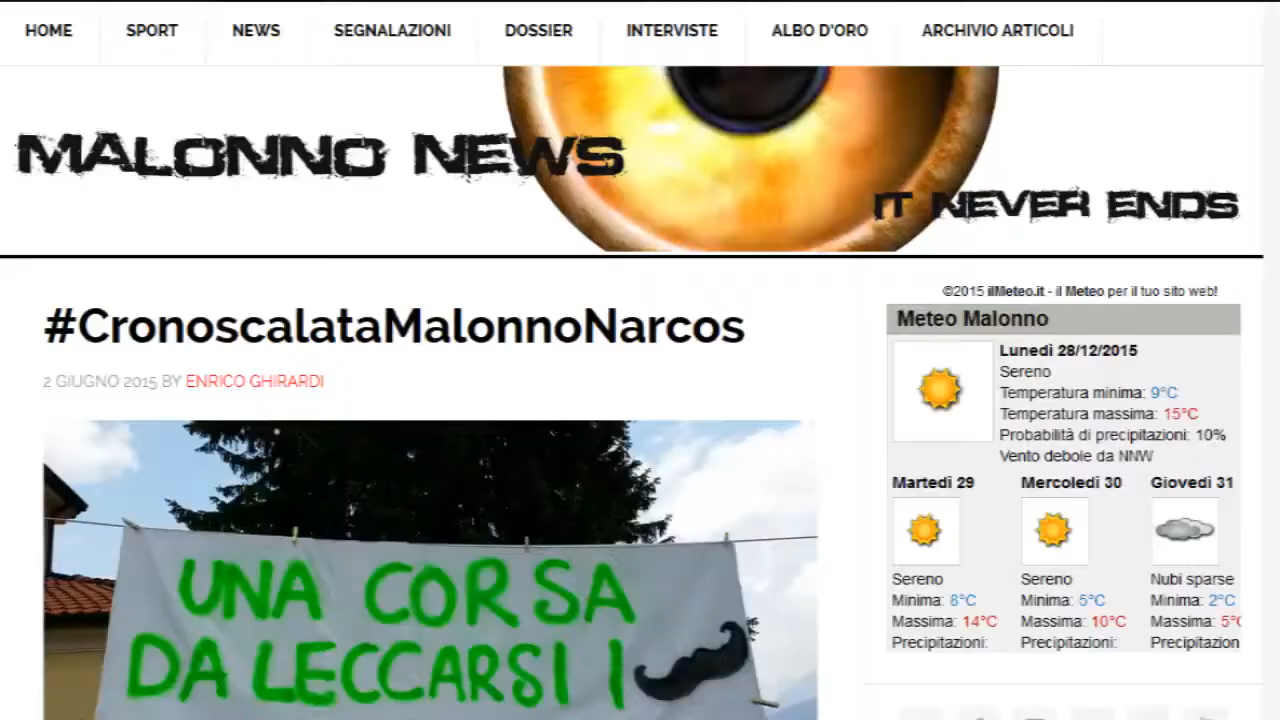 HOME SPORT NEWS SEGNALAZIONI DOSSIER INTERVISTE ALBO D'ORO ARCHIVIO ARTICOLI
MALONNO NEWS
IT NEVER ENDS
#CronoscalataMalonnoNarcos
2 GIUGNO 2015 BY ENRICO GHIRARDI
UNA CORSA
DA LECCARSI I
©2015 ilMeteo.it - il Meteo per il tuo sito web!
Meteo Malonno
Lunedì 28/12/2015
Sereno
Temperatura minima: 9°C
Temperatura massima: 15°C
Probabilità di precipitazioni: 10%
Vento debole da NNW
Martedì 29 Mercoledì 30 Giovedì 31
Sereno Sereno Nubi sparse
Minima: 8°C Minima: 5°C Minima: 2°C
Massima: 14°C Massima: 10°C Massima: 5°
Precipitazioni: Precipitazioni: Precipitazion